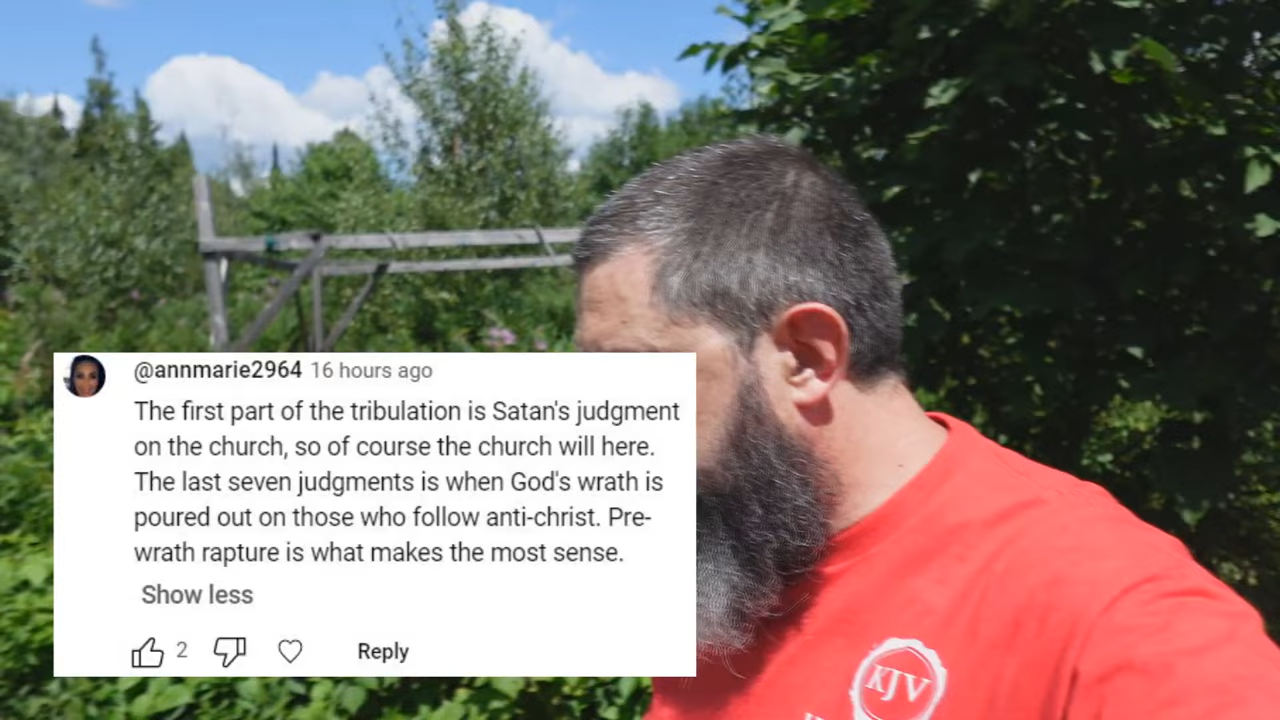 @annmarie2964 16 hours ago
The first part of the tribulation is Satan's judgment
on the church, so of course the church will here.
The last seven judgments is when God's wrath is
poured out on those who follow anti-christ. Pre-
wrath rapture is what makes the most sense.
Show less
2 Reply
KJV